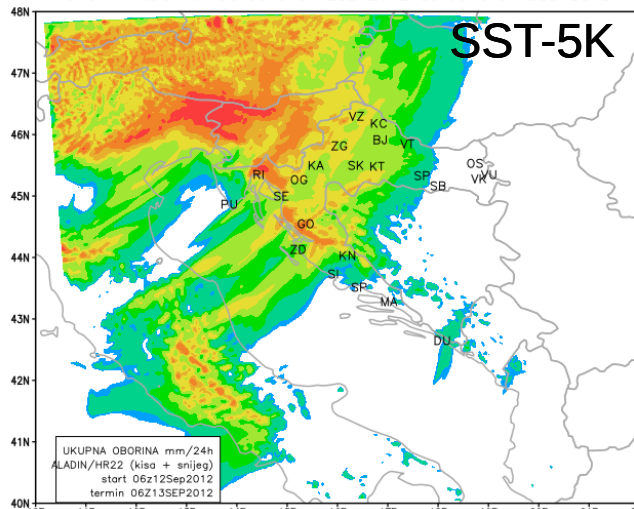 48N
SST-5K
47N
46N
45N
44N
43N
42N
41N
40N
VZ
KC
ZG
BJ
VT
RI
KA
SK
KT
OS
OG
SP
VU
VK
SB
PU
SE
GO
ZD
KN
SI
SP
MA
DU
UKUPNA OBORINA mm/24h
ALADIN/HR22 (kisa + snijeg)
start 06z12Sep2012
termin 06Z13SEP2012